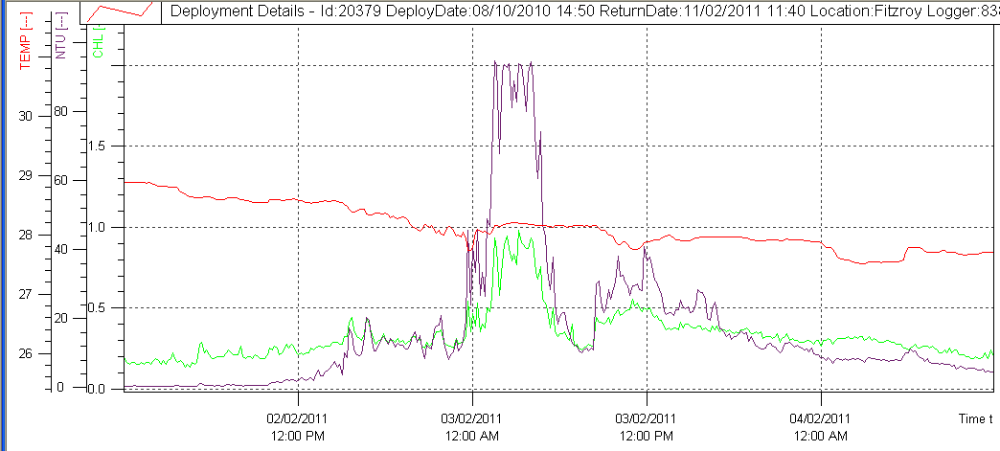 Deployment Details - Id:20379 DeployDate:08/10/2010 14:50 ReturnDate:11/02/2011 11:40 Location:Fitzroy Logger:838
TEMP [---]
NTU [---]
CHL [
30
29
28
27
26
80
60
40
20
0
1.5
1.0
0.5
0.0
02/02/2011 03/02/2011 03/02/2011 04/02/2011 Time t
12:00 PM 12:00 AM 12:00 PM 12:00 AM